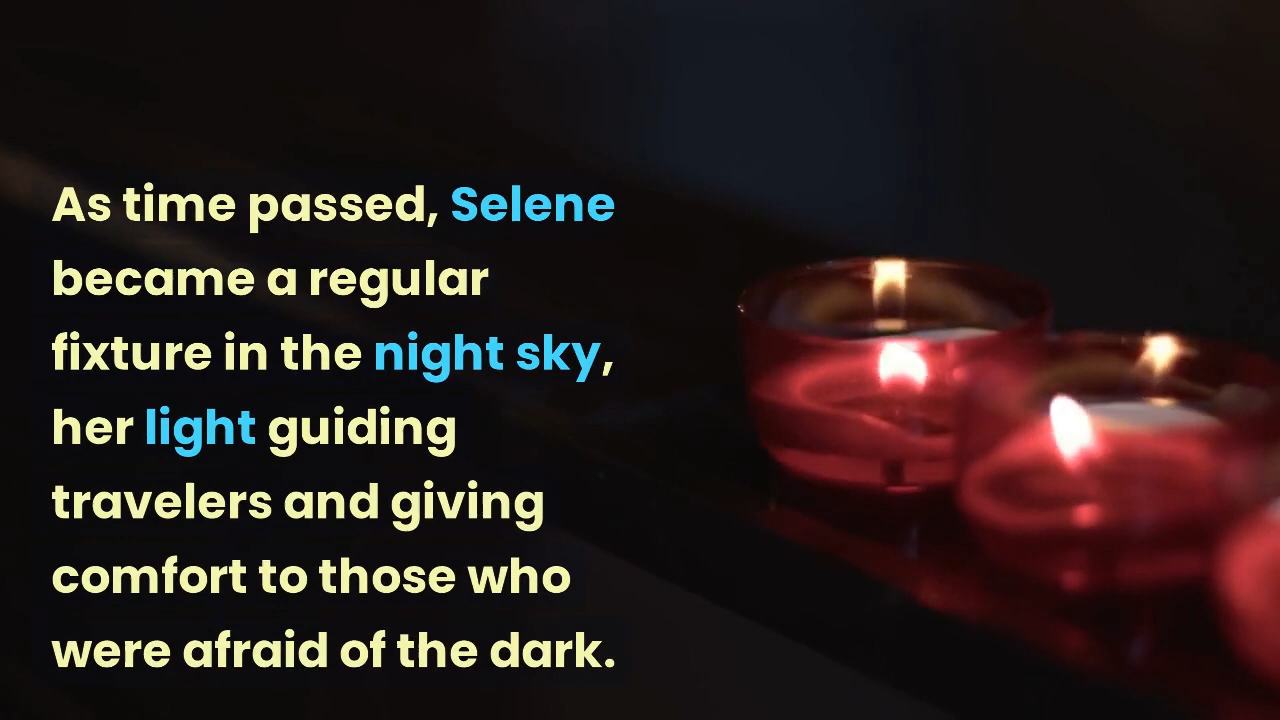 As time passed, Selene
became a regular
fixture in the night sky,
her light guiding
travelers and giving
comfort to those who
were afraid of the dark.